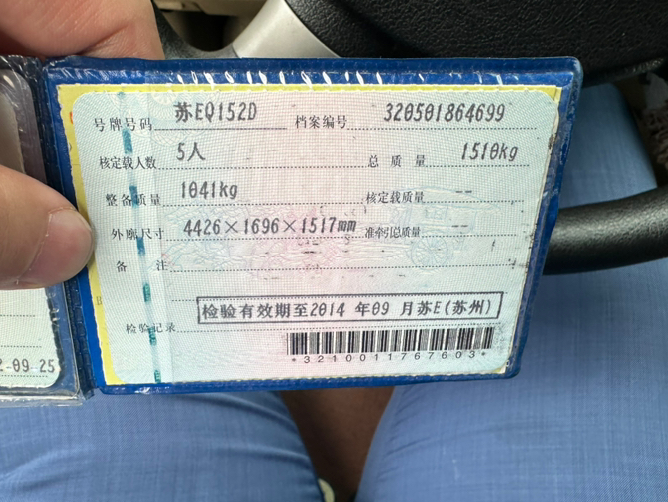 号牌号码 苏EQ152D 档案编号 320501864699
核定载人数 5人 总质量 1510kg
整备质量 1041kg 核定载质量 --
外廓尺寸 4426×1696×1517mm 准牵引总质量 --
备注 --
检验有效期至2014 年09 月苏E(苏州)
检验记录
*3210011767603*
2-09-25